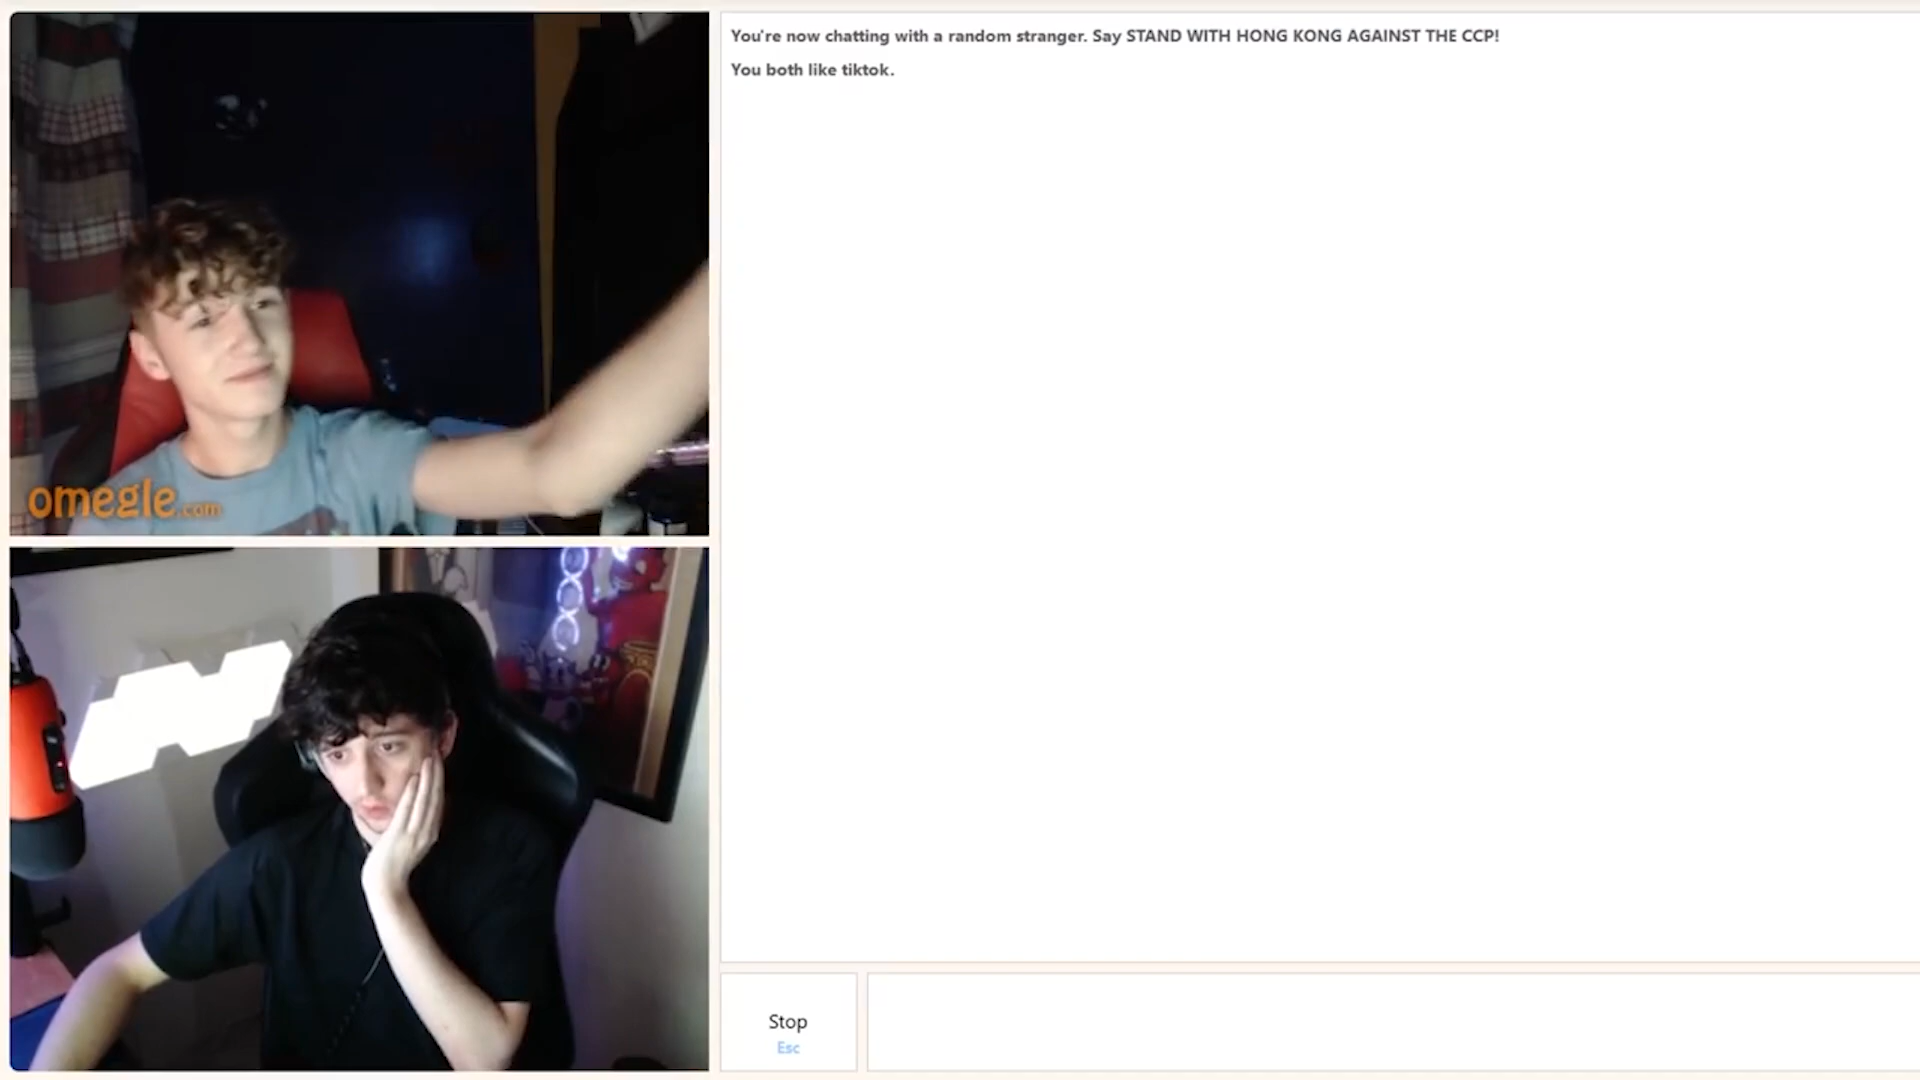 You're now chatting with a random stranger. Say STAND WITH HONG KONG AGAINST THE CCP!
You both like tiktok.
omegle.com
Stop
Esc